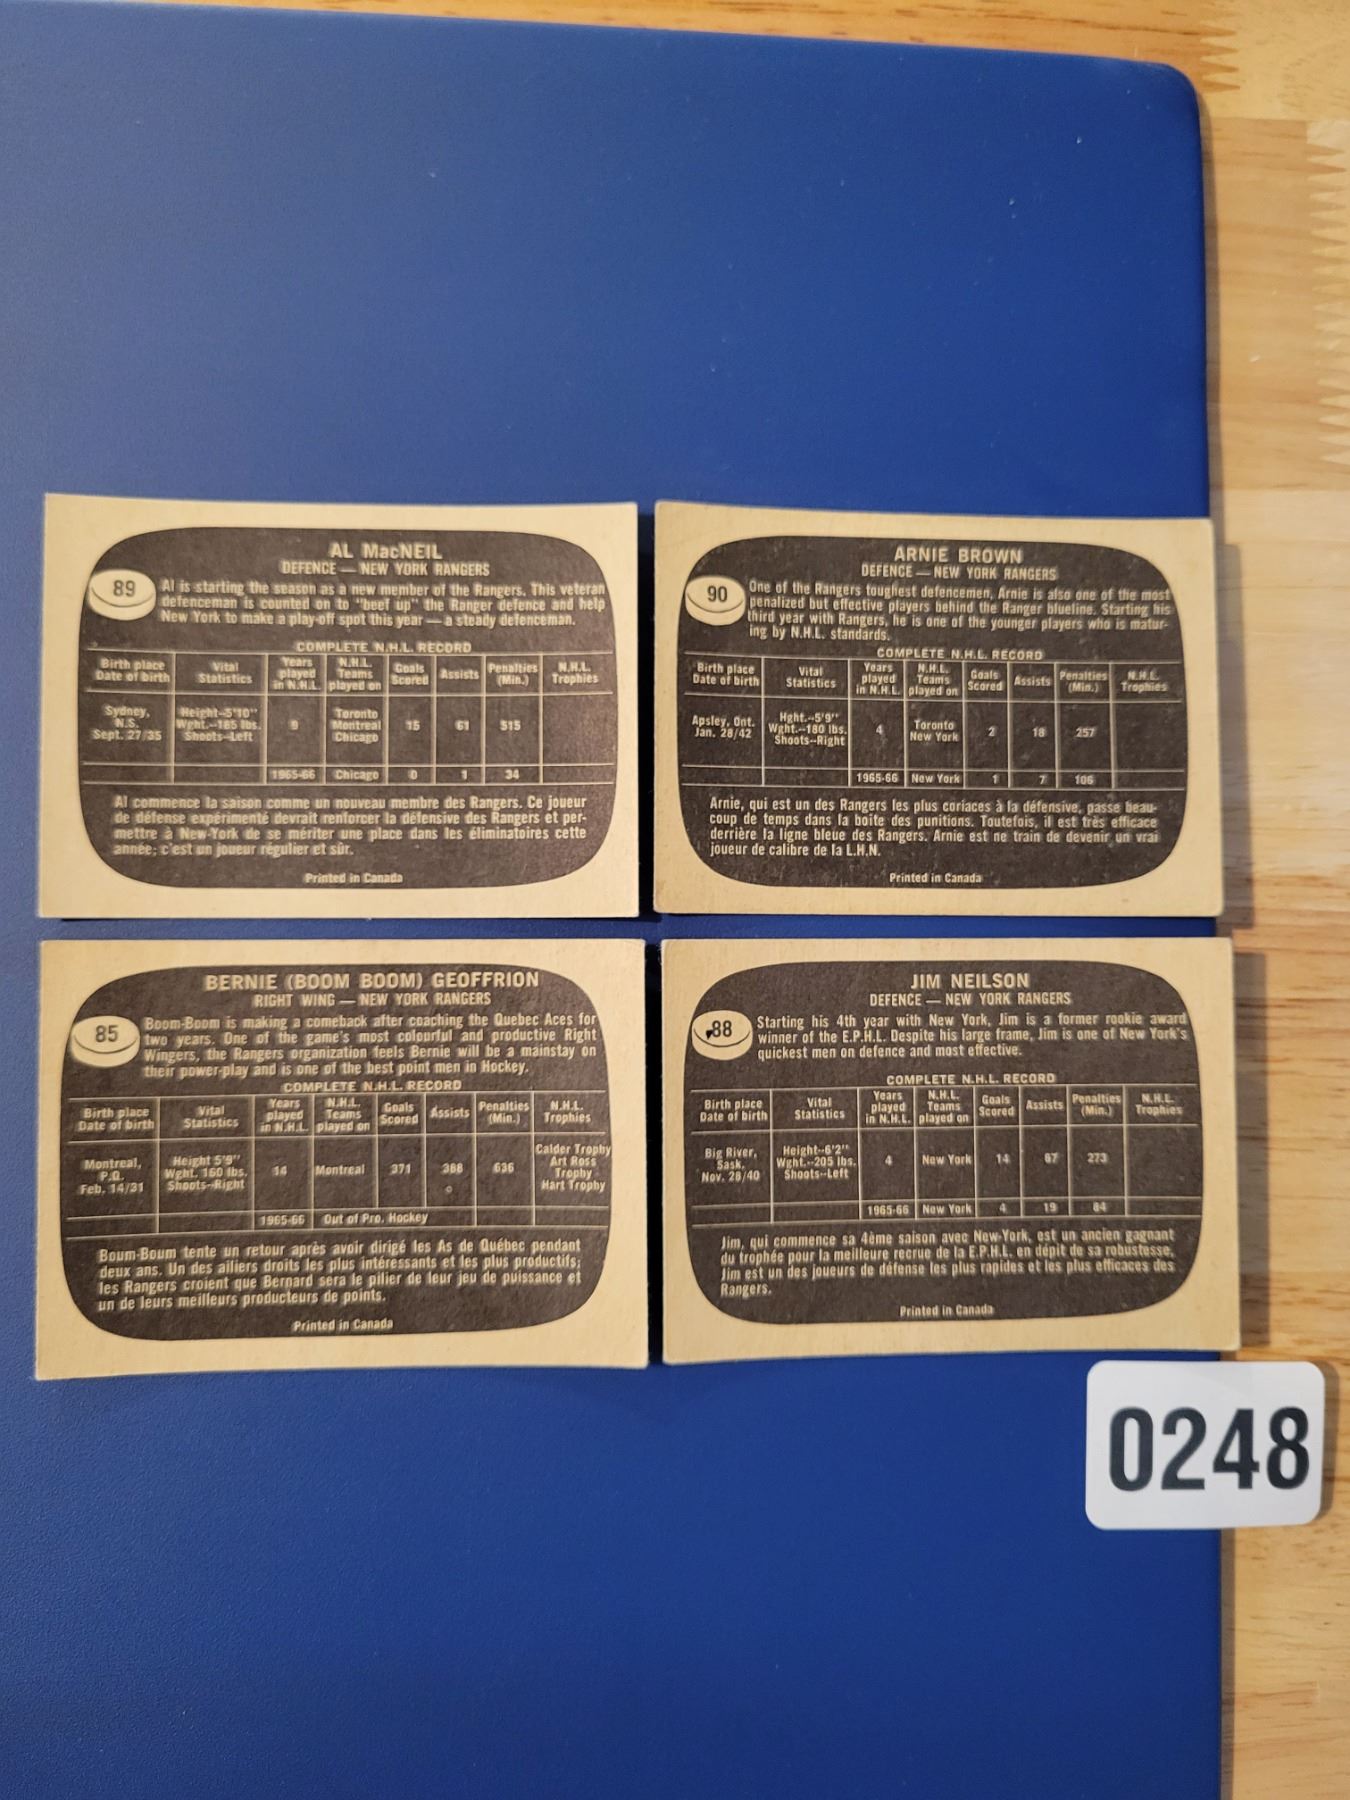 AL MacNEIL
DEFENCE — NEW YORK RANGERS
89
Al is starting the season as a new member of the Rangers. This veteran
defenceman is counted on to "beef up" the Ranger defence and help
New York to make a play-off spot this year — a steady defenceman.
COMPLETE N.H.L. RECORD
Birth place Date of birth | Vital Statistics | Years played in N.H.L. | N.H.L. Teams played on | Goals Scored | Assists | Penalties (Min.) | N.H.L. Trophies
Sydney, N.S. Sept. 27/35 | Height--5'10" Wght.--185 lbs. Shoots--Left | 9 | Toronto Montreal Chicago | 15 | 61 | 515
1965-66 | Chicago | 0 | 1 | 34
Al commence la saison comme un nouveau membre des Rangers. Ce joueur
de défense expérimenté devrait renforcer la défensive des Rangers et per-
mettre à New-York de se mériter une place dans les éliminatoires cette
année; c'est un joueur régulier et sûr.
Printed in Canada
ARNIE BROWN
DEFENCE — NEW YORK RANGERS
90
One of the Rangers toughest defencemen, Arnie is also one of the most
penalized but effective players behind the Ranger blueline. Starting his
third year with Rangers, he is one of the younger players who is matur-
ing by N.H.L. standards.
COMPLETE N.H.L. RECORD
Birth place Date of birth | Vital Statistics | Years played in N.H.L. | N.H.L. Teams played on | Goals Scored | Assists | Penalties (Min.) | N.H.L. Trophies
Apsley, Ont. Jan. 28/42 | Hght.--5'9" Wght.--180 lbs. Shoots--Right | 4 | Toronto New York | 2 | 18 | 257
1965-66 | New York | 1 | 7 | 106
Arnie, qui est un des Rangers les plus coriaces à la défensive, passe beau-
coup de temps dans la boite des punitions. Toutefois, il est très efficace
derrière la ligne bleue des Rangers. Arnie est ne train de devenir un vrai
joueur de calibre de la L.H.N.
Printed in Canada
BERNIE (BOOM BOOM) GEOFFRION
RIGHT WING — NEW YORK RANGERS
85
Boom-Boom is making a comeback after coaching the Quebec Aces for
two years. One of the game's most colourful and productive Right
Wingers, the Rangers organization feels Bernie will be a mainstay on
their power-play and is one of the best point men in Hockey.
COMPLETE N.H.L. RECORD
Birth place Date of birth | Vital Statistics | Years played in N.H.L. | N.H.L. Teams played on | Goals Scored | Assists | Penalties (Min.) | N.H.L. Trophies
Montreal, P.Q. Feb. 14/31 | Height 5'9" Wght. 160 lbs. Shoots--Right | 14 | Montreal | 371 | 388 | 636 | Calder Trophy Art Ross Trophy Hart Trophy
1965-66 | Out of Pro. Hockey
Boum-Boum tente un retour après avoir dirigé les As de Québec pendant
deux ans. Un des ailiers droits les plus intéressants et les plus productifs;
les Rangers croient que Bernard sera le pilier de leur jeu de puissance et
un de leurs meilleurs producteurs de points.
Printed in Canada
JIM NEILSON
DEFENCE — NEW YORK RANGERS
88
Starting his 4th year with New York, Jim is a former rookie award
winner of the E.P.H.L. Despite his large frame, Jim is one of New York's
quickest men on defence and most effective.
COMPLETE N.H.L. RECORD
Birth place Date of birth | Vital Statistics | Years played in N.H.L. | N.H.L. Teams played on | Goals Scored | Assists | Penalties (Min.) | N.H.L. Trophies
Big River, Sask. Nov. 28/40 | Height--6'2" Wght.--205 lbs. Shoots--Left | 4 | New York | 14 | 67 | 273
1965-66 | New York | 4 | 19 | 84
Jim, qui commence sa 4ème saison avec New-York, est un ancien gagnant
du trophée pour la meilleure recrue de la E.P.H.L. en dépit de sa robustesse,
Jim est un des joueurs de défense les plus rapides et les plus efficaces des
Rangers.
Printed in Canada
0248